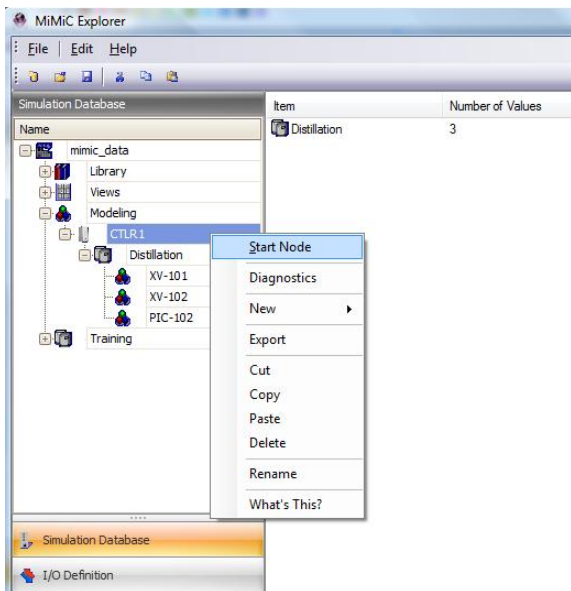 MiMiC Explorer
File Edit Help
Simulation Database
Name
mimic_data
Library
Views
Modeling
CTLR1
Distillation
XV-101
XV-102
PIC-102
Training
Item Number of Values
Distillation 3
Start Node
Diagnostics
New
Export
Cut
Copy
Paste
Delete
Rename
What's This?
Simulation Database
I/O Definition